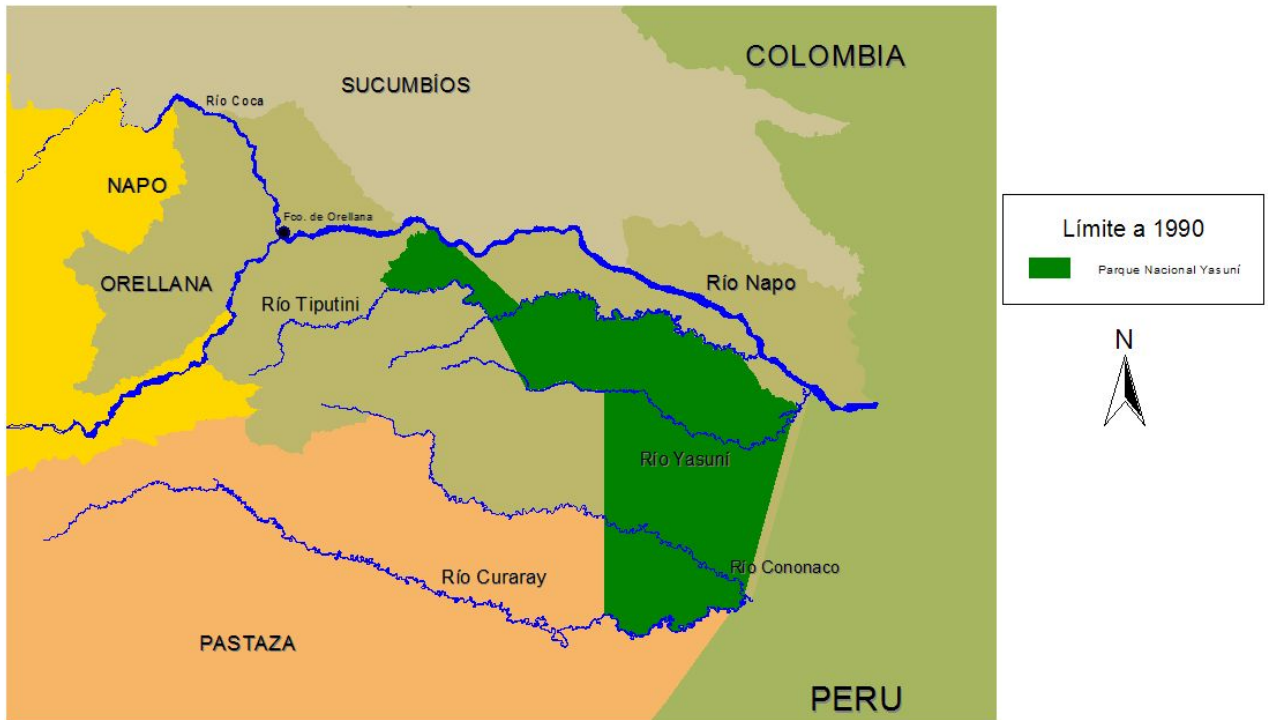 COLOMBIA
SUCUMBÍOS
Río Coca
NAPO
Fco. de Orellana
ORELLANA
Río Tiputini
Río Napo
Río Yasuní
Río Curaray
Río Cononaco
PASTAZA
PERU
Límite a 1990
Parque Nacional Yasuní
N